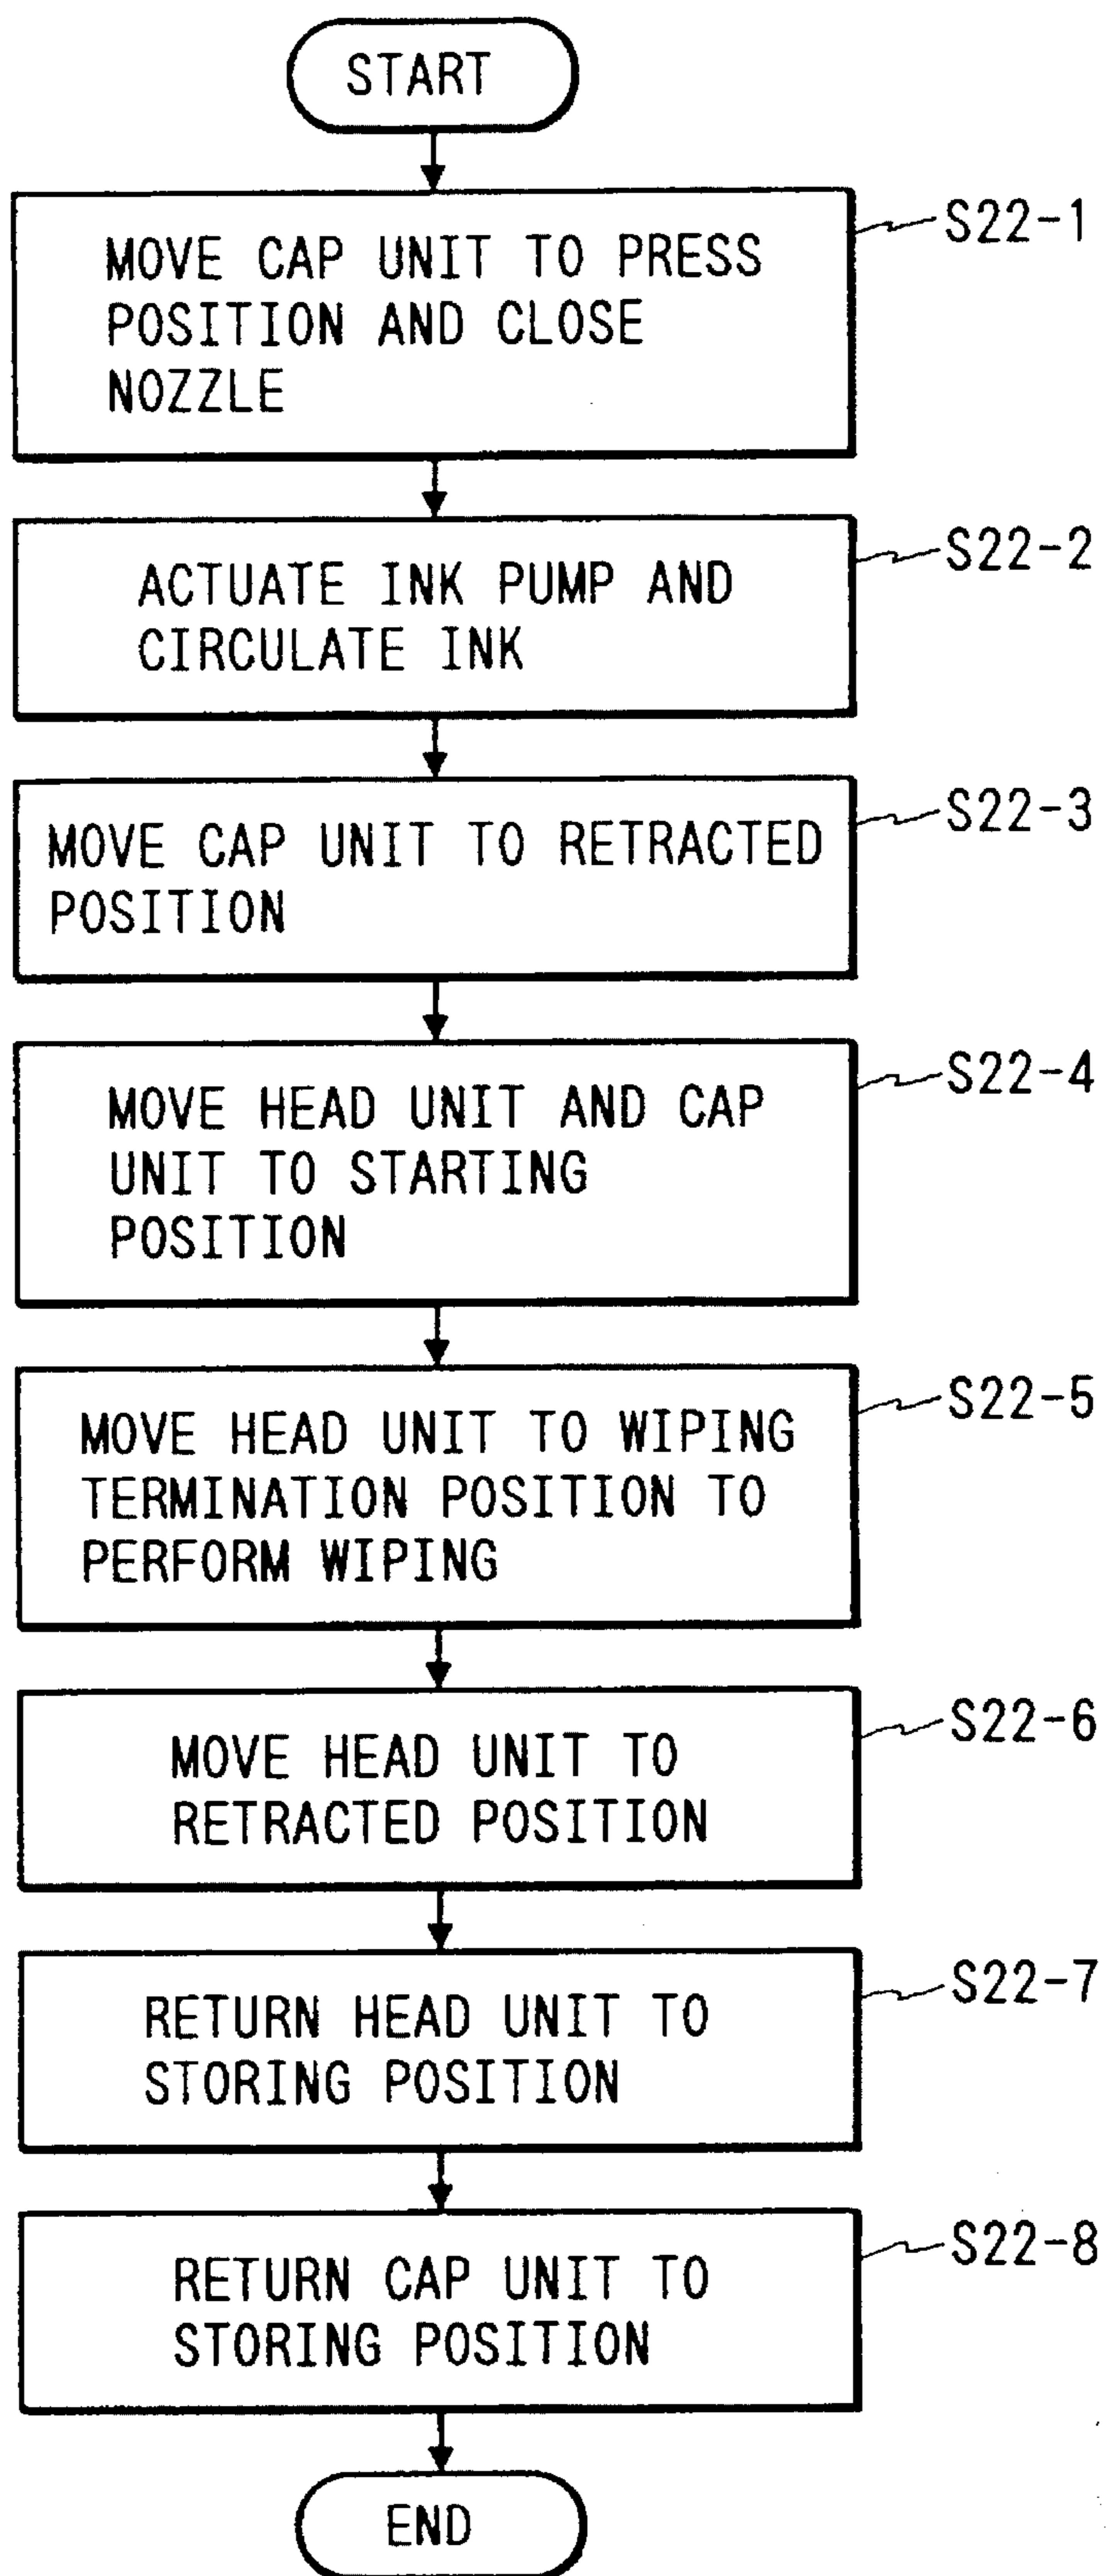 START
MOVE CAP UNIT TO PRESS
POSITION AND CLOSE
NOZZLE
S22-1
ACTUATE INK PUMP AND
CIRCULATE INK
S22-2
MOVE CAP UNIT TO RETRACTED
POSITION
S22-3
MOVE HEAD UNIT AND CAP
UNIT TO STARTING
POSITION
S22-4
MOVE HEAD UNIT TO WIPING
TERMINATION POSITION TO
PERFORM WIPING
S22-5
MOVE HEAD UNIT TO
RETRACTED POSITION
S22-6
RETURN HEAD UNIT TO
STORING POSITION
S22-7
RETURN CAP UNIT TO
STORING POSITION
S22-8
END